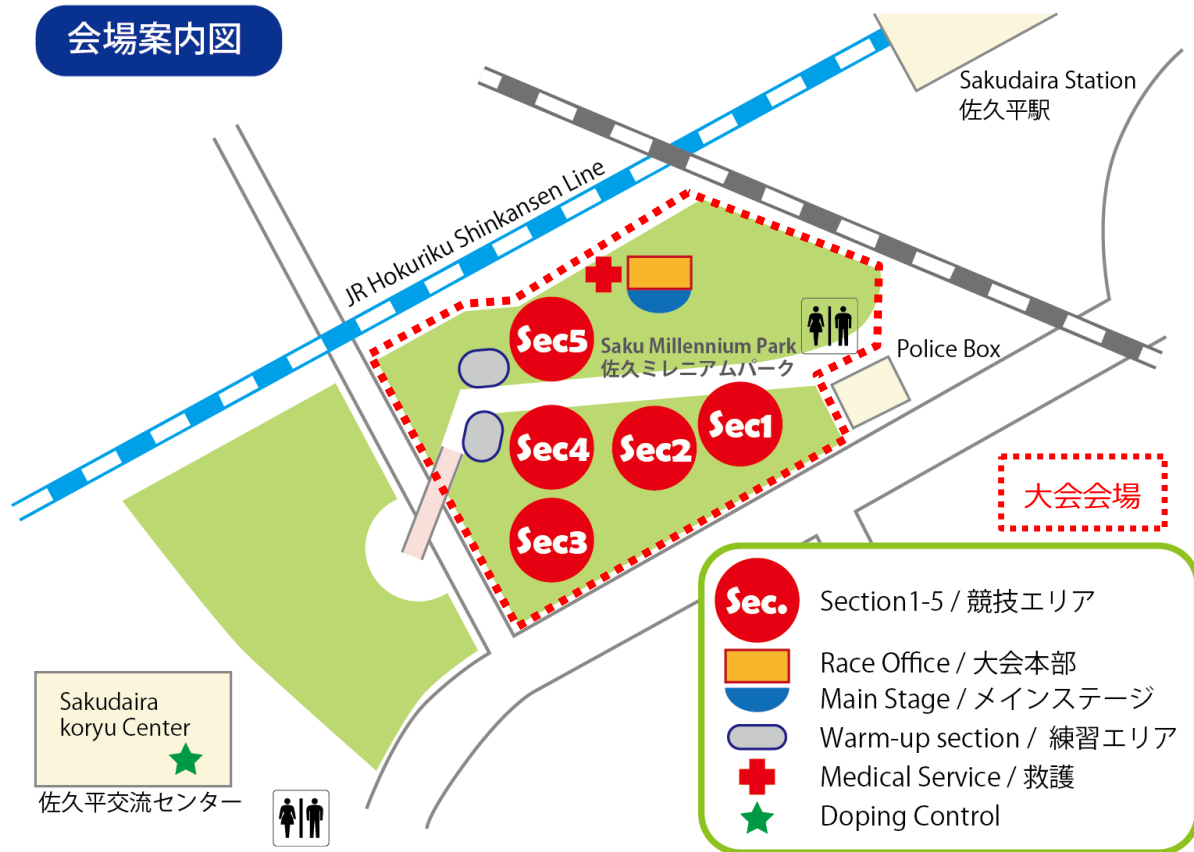 会場案内図
Sakudaira Station
佐久平駅
JR Hokuriku Shinkansen Line
Sec5
Saku Millennium Park
佐久ミレニアムパーク
Police Box
Sec1
Sec2
Sec4
Sec3
大会会場
Sec.
Section1-5 / 競技エリア
Race Office / 大会本部
Main Stage / メインステージ
Warm-up section / 練習エリア
Medical Service / 救護
Doping Control
Sakudaira
koryu Center
佐久平交流センター